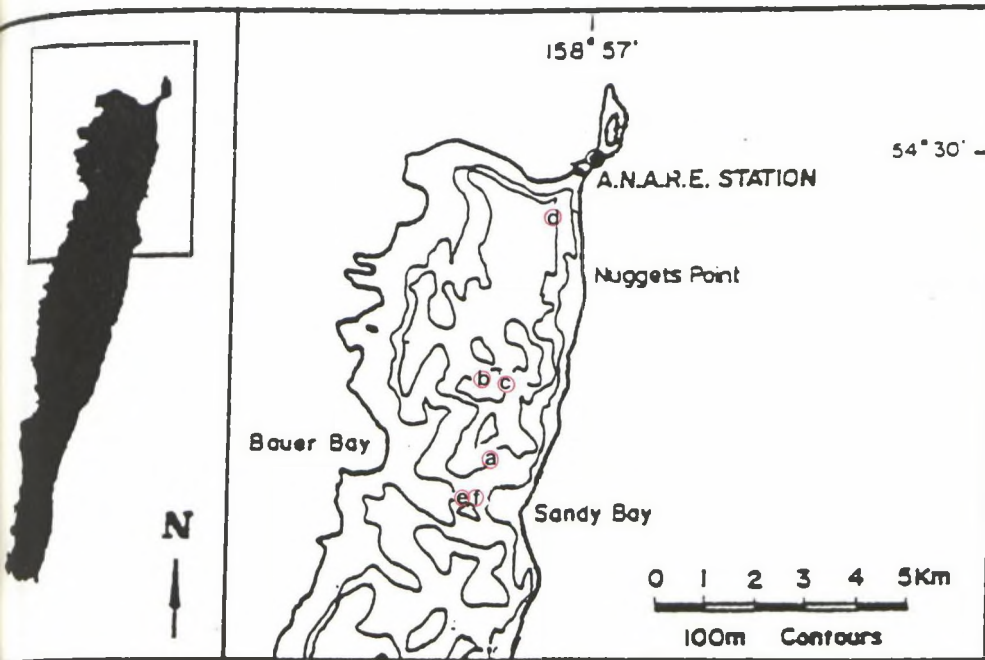 158° 57'
54° 30'
A.N.A.R.E. STATION
d
Nuggets Point
b c
Bauer Bay
a
e f
Sandy Bay
N
0 1 2 3 4 5Km
100m Contours